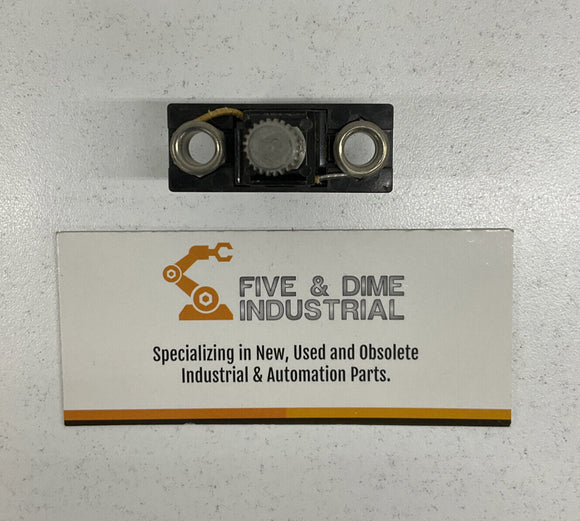 FIVE & DIME
INDUSTRIAL
Specializing in New, Used and Obsolete
Industrial & Automation Parts.